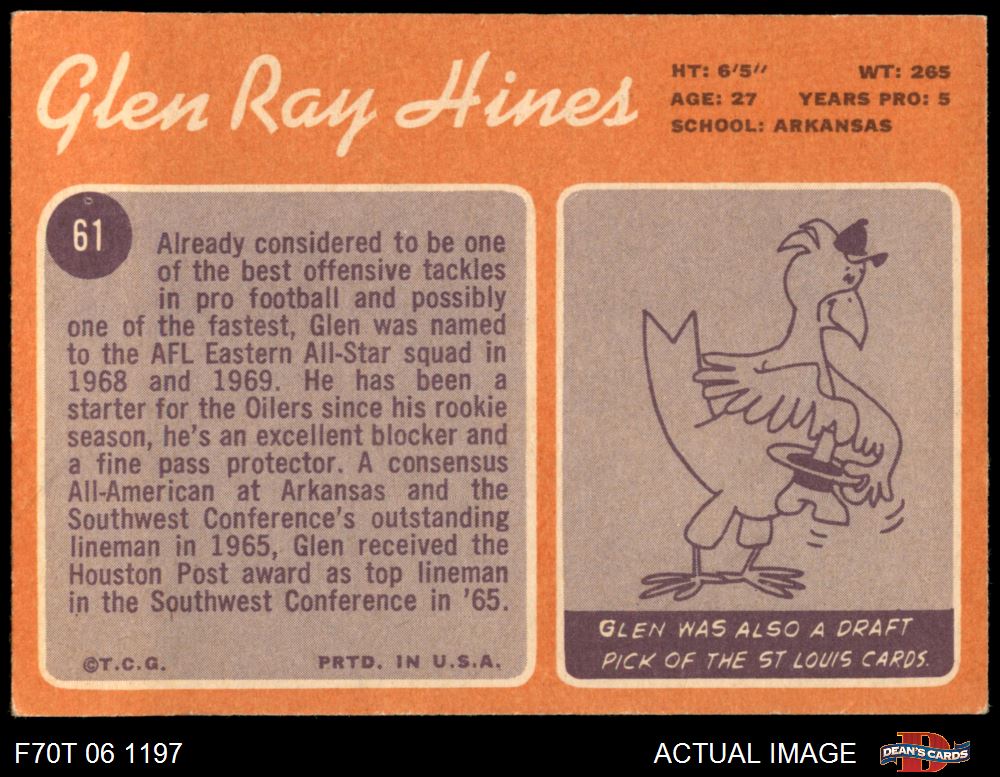 Glen Ray Hines
HT: 6'5" WT: 265
AGE: 27 YEARS PRO: 5
SCHOOL: ARKANSAS
61
Already considered to be one
of the best offensive tackles
in pro football and possibly
one of the fastest, Glen was named
to the AFL Eastern All-Star squad in
1968 and 1969. He has been a
starter for the Oilers since his rookie
season, he's an excellent blocker and
a fine pass protector. A consensus
All-American at Arkansas and the
Southwest Conference's outstanding
lineman in 1965, Glen received the
Houston Post award as top lineman
in the Southwest Conference in '65.
©T.C.G. PRTD. IN U.S.A.
GLEN WAS ALSO A DRAFT
PICK OF THE ST LOUIS CARDS.
F70T 06 1197
ACTUAL IMAGE
D
DEAN'S CARDS